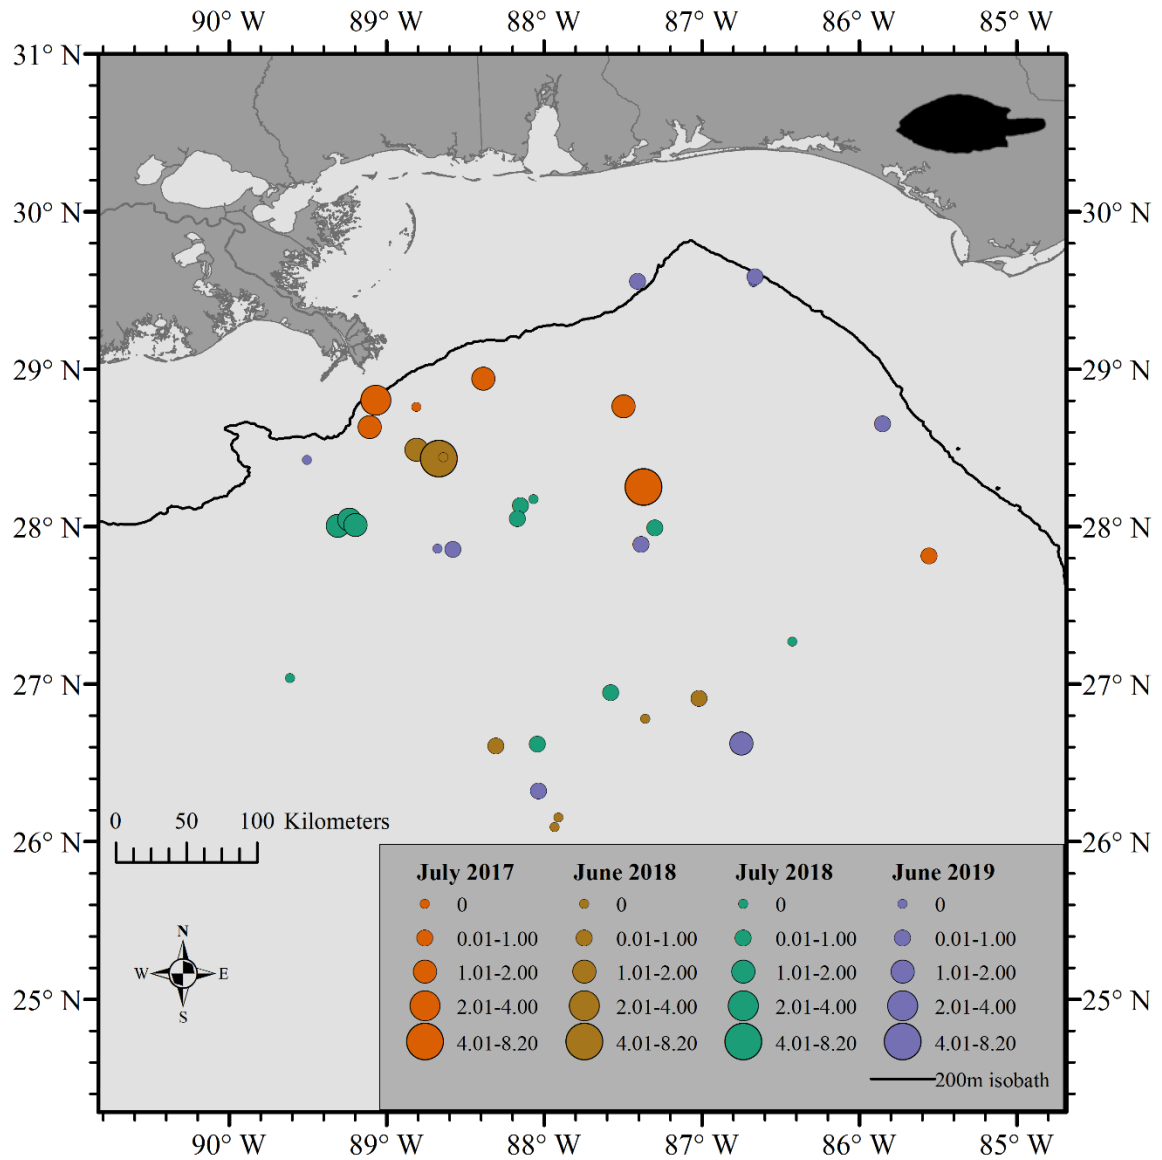 90° W 89° W 88° W 87° W 86° W 85° W
31° N
30° N 30° N
29° N 29° N
28° N 28° N
27° N 27° N
26° N 26° N
25° N 25° N
0 50 100 Kilometers
N
W E
S
July 2017 June 2018 July 2018 June 2019
0 0 0 0
0.01-1.00 0.01-1.00 0.01-1.00 0.01-1.00
1.01-2.00 1.01-2.00 1.01-2.00 1.01-2.00
2.01-4.00 2.01-4.00 2.01-4.00 2.01-4.00
4.01-8.20 4.01-8.20 4.01-8.20 4.01-8.20
200m isobath
90° W 89° W 88° W 87° W 86° W 85° W